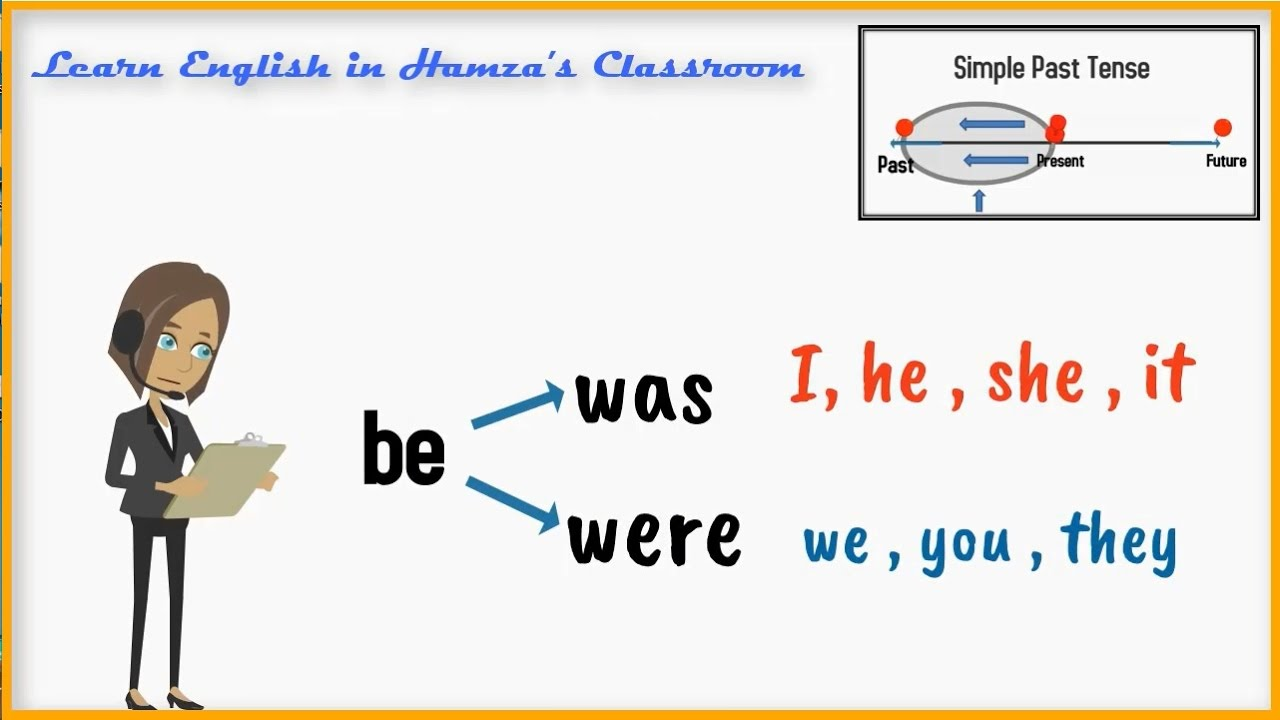 Learn English in Hamza's Classroom
Simple Past Tense
Past Present Future
be
was I, he , she , it
were we , you , they